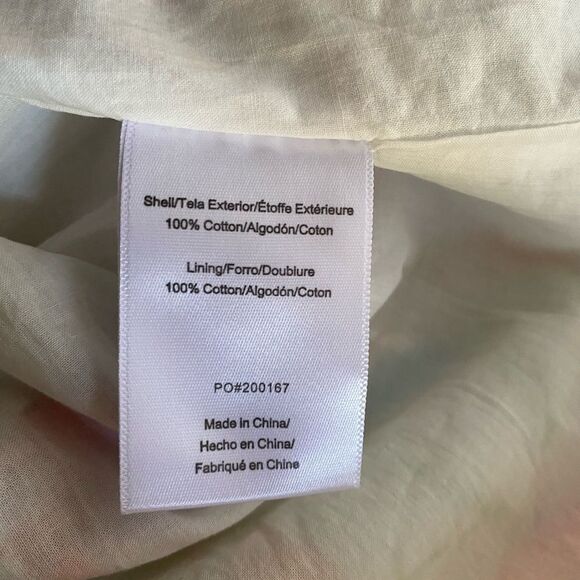 Shell/Tela Exterior/Étoffe Extérieure
100% Cotton/Algodón/Coton
Lining/Forro/Doublure
100% Cotton/Algodón/Coton
PO#200167
Made in China/
Hecho en China/
Fabriqué en Chine